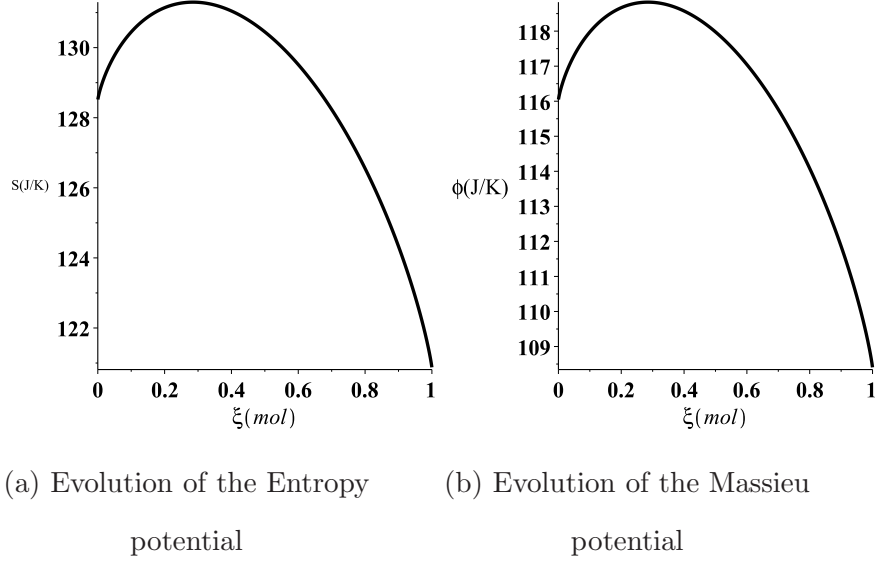 130
128
126
124
122
S(J/K)
0 0.2 0.4 0.6 0.8 1
ξ(mol)
118
117
116
115
114
113
112
111
110
109
ϕ(J/K)
0 0.2 0.4 0.6 0.8 1
ξ(mol)
(a) Evolution of the Entropy
potential
(b) Evolution of the Massieu
potential